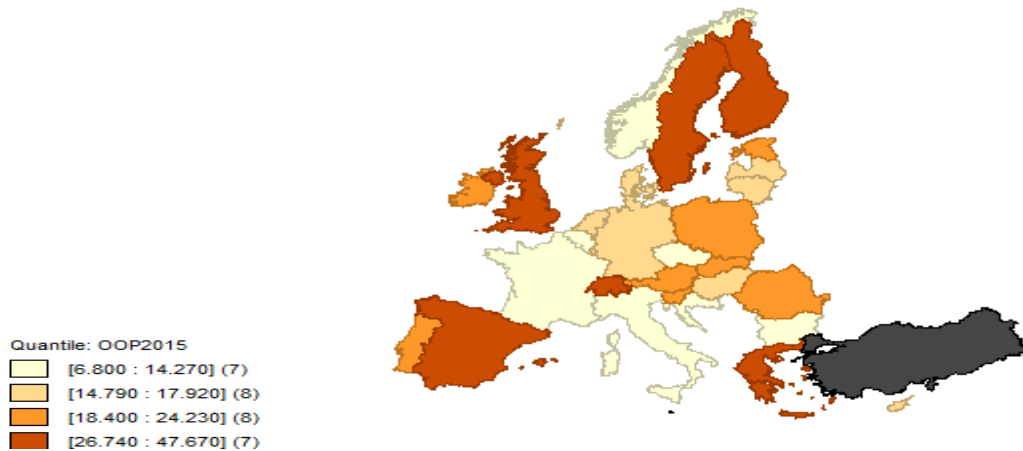 Quantile: OOP2015
[6.800 : 14.270] (7)
[14.790 : 17.920] (8)
[18.400 : 24.230] (8)
[26.740 : 47.670] (7)